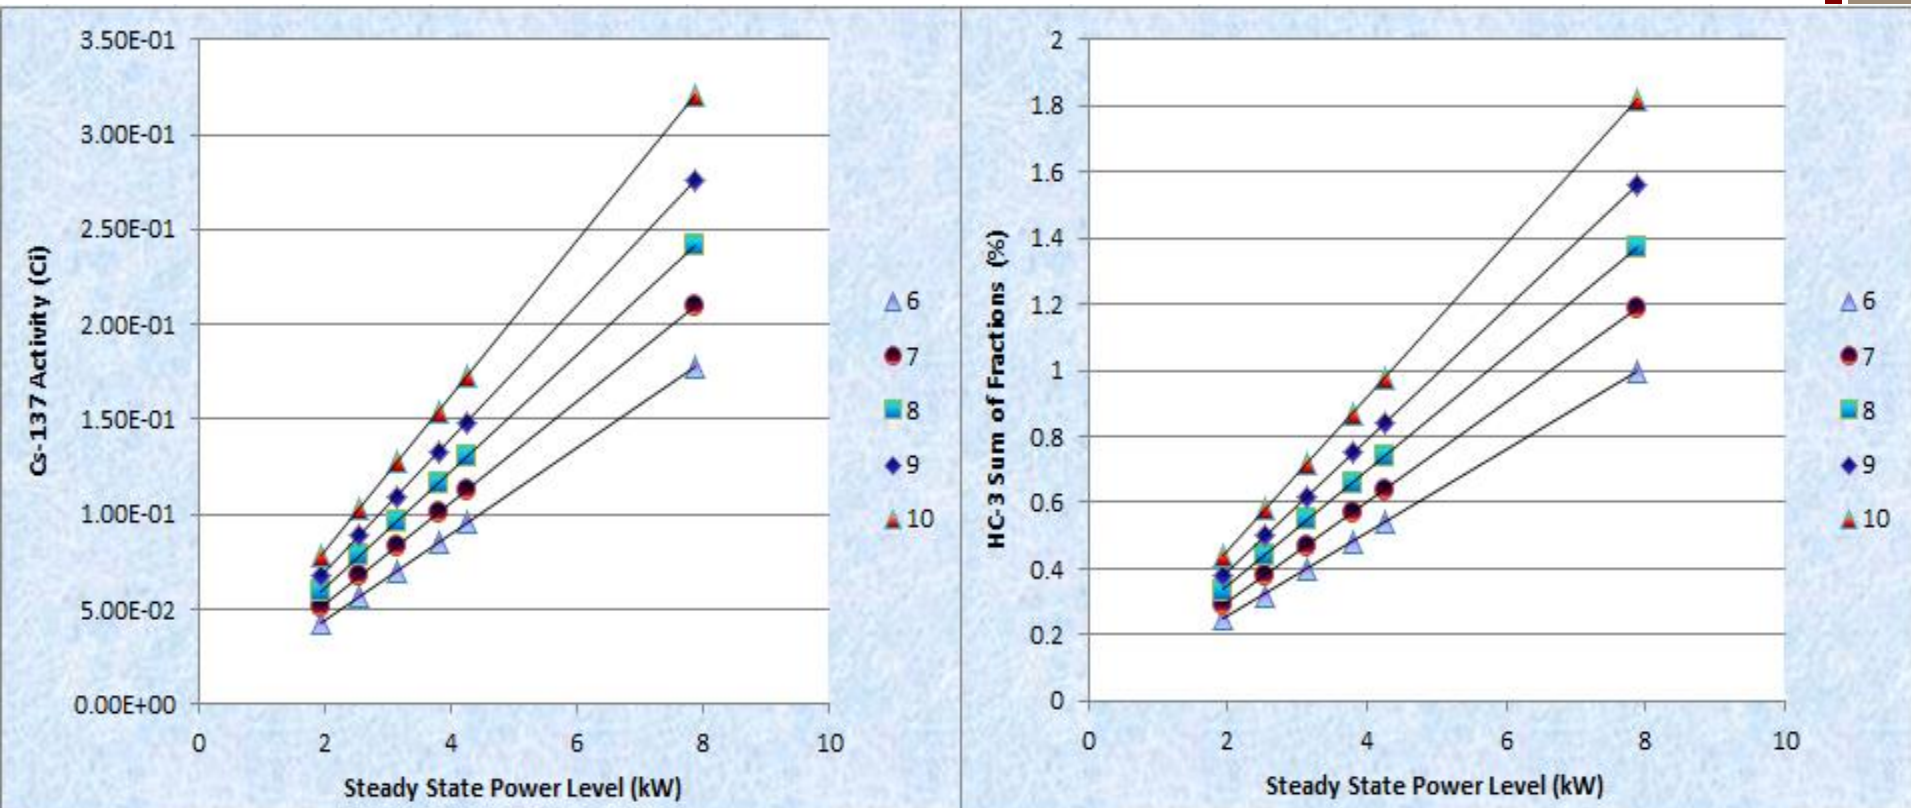 3.50E-01
3.00E-01
2.50E-01
2.00E-01
1.50E-01
1.00E-01
5.00E-02
0.00E+00
Cs-137 Activity (Ci)
0 2 4 6 8 10
Steady State Power Level (kW)
6
7
8
9
10
2
1.8
1.6
1.4
1.2
1
0.8
0.6
0.4
0.2
0
HC-3 Sum of Fractions (%)
0 2 4 6 8 10
Steady State Power Level (kW)
6
7
8
9
10